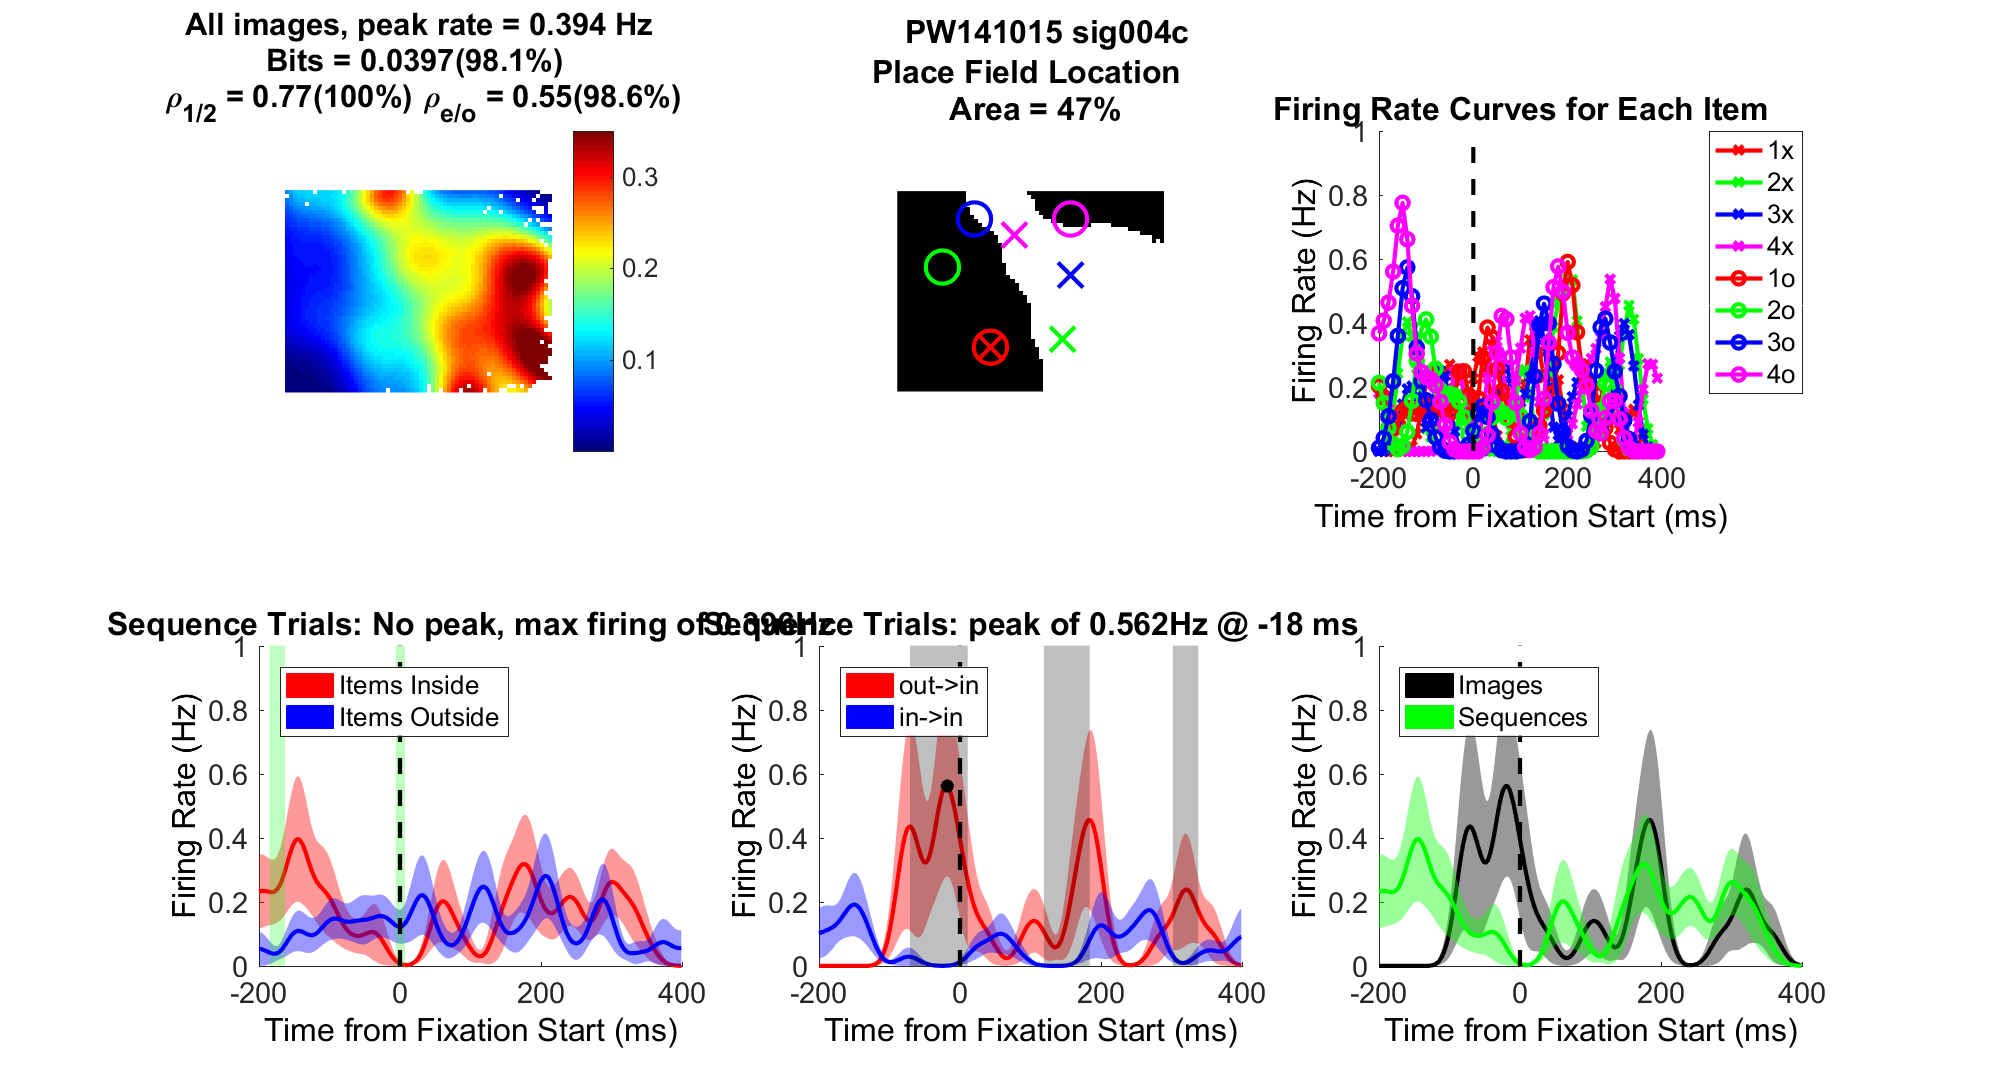 All images, peak rate = 0.394 Hz
Bits = 0.0397(98.1%)
ρ1/2 = 0.77(100%) ρe/o = 0.55(98.6%)
0.3
0.2
0.1
PW141015 sig004c
Place Field Location
Area = 47%
Firing Rate Curves for Each Item
1
0.8
0.6
0.4
0.2
0
Firing Rate (Hz)
-200 0 200 400
Time from Fixation Start (ms)
1x
2x
3x
4x
1o
2o
3o
4o
Sequence Trials: No peak, max firing of 0.396Hz
1
0.8
0.6
0.4
0.2
0
Firing Rate (Hz)
Items Inside
Items Outside
-200 0 200 400
Time from Fixation Start (ms)
Sequence Trials: peak of 0.562Hz @ -18 ms
1
0.8
0.6
0.4
0.2
0
Firing Rate (Hz)
out->in
in->in
-200 0 200 400
Time from Fixation Start (ms)
1
0.8
0.6
0.4
0.2
0
Firing Rate (Hz)
Images
Sequences
-200 0 200 400
Time from Fixation Start (ms)